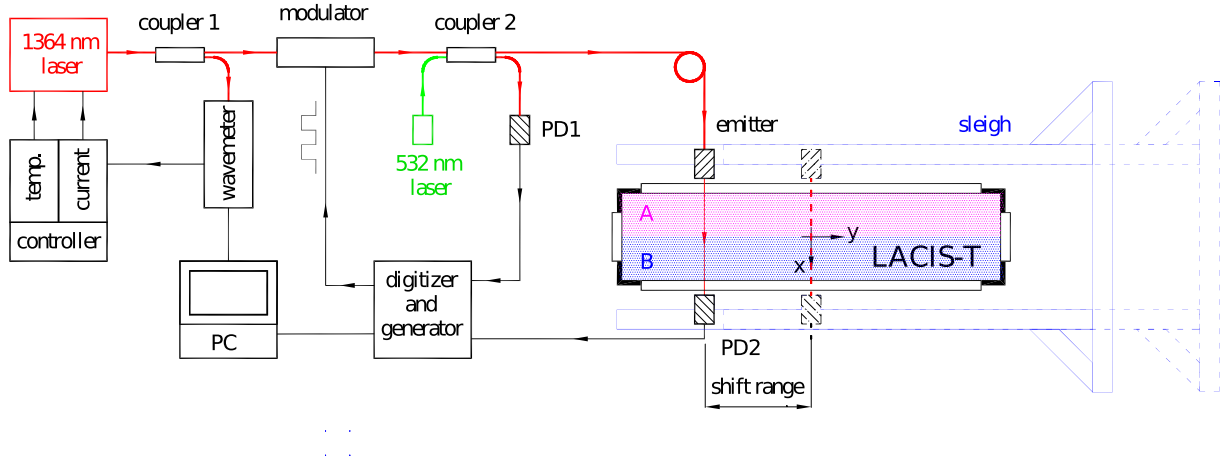 coupler 1
modulator
coupler 2
1364 nm
laser
wavemeter
PD1
emitter
sleigh
532 nm
laser
temp.
current
controller
A
B
y
x
LACIS-T
digitizer
and
generator
PC
PD2
shift range